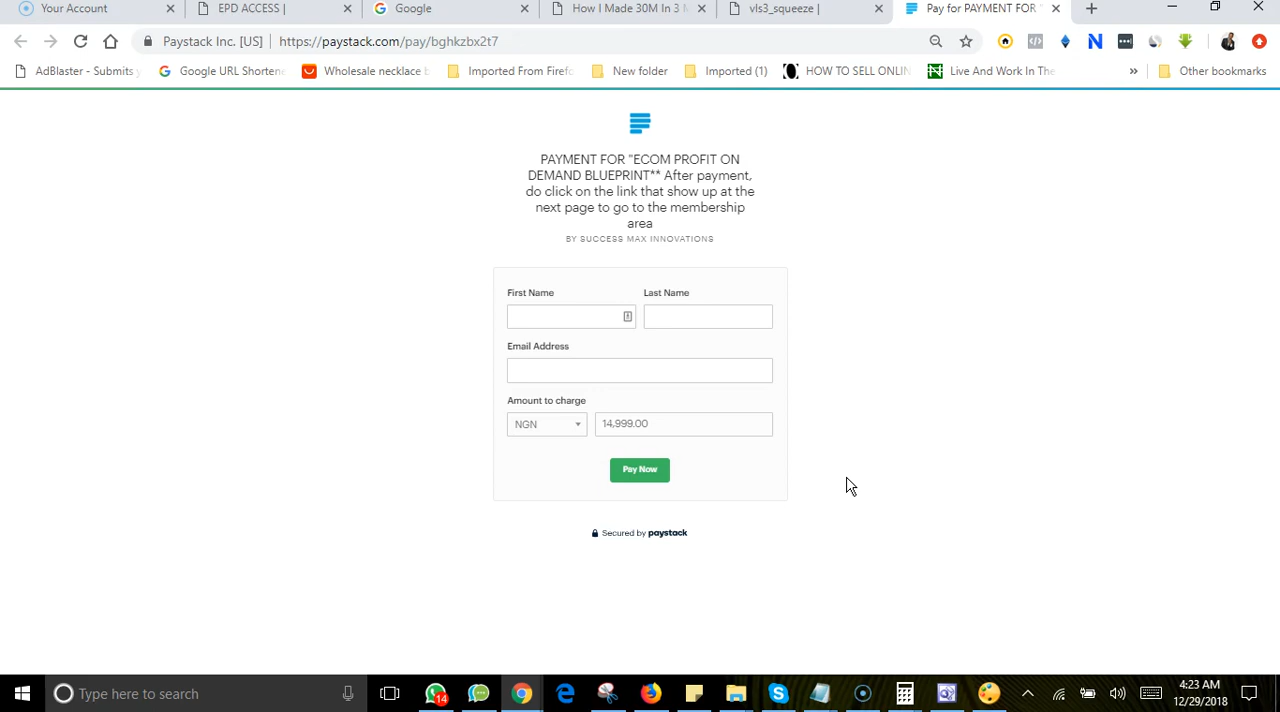 Your Account
EPD ACCESS |
Google
How I Made 30M In 3 M
vls3_squeeze |
Pay for PAYMENT FOR "
Paystack Inc. [US] | https://paystack.com/pay/bghkzbx2t7
AdBlaster - Submits y
Google URL Shortene
Wholesale necklace b
Imported From Firefo
New folder
Imported (1)
HOW TO SELL ONLIN
Live And Work In The
»
Other bookmarks
PAYMENT FOR "ECOM PROFIT ON
DEMAND BLUEPRINT** After payment,
do click on the link that show up at the
next page to go to the membership
area
BY SUCCESS MAX INNOVATIONS
First Name
Last Name
Email Address
Amount to charge
NGN
14,999.00
Pay Now
Secured by paystack
Type here to search
14
4:23 AM
12/29/2018